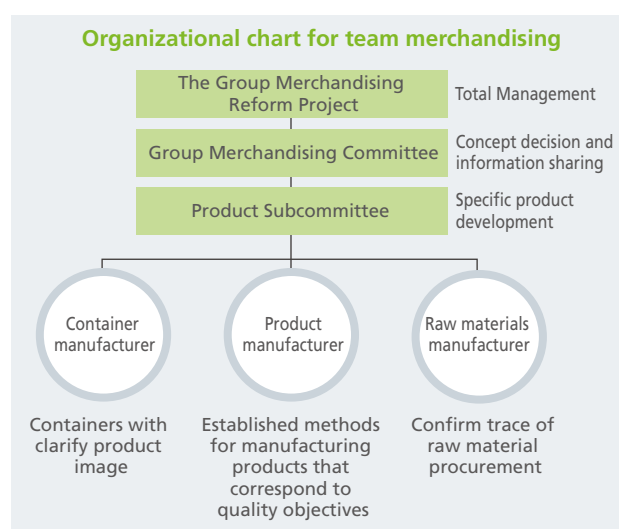 Organizational chart for team merchandising
The Group Merchandising
Reform Project
Total Management
Group Merchandising Committee
Concept decision and
information sharing
Product Subcommittee
Specific product
development
Container
manufacturer
Product
manufacturer
Raw materials
manufacturer
Containers with
clarify product
image
Established methods
for manufacturing
products that
correspond to
quality objectives
Confirm trace of
raw material
procurement